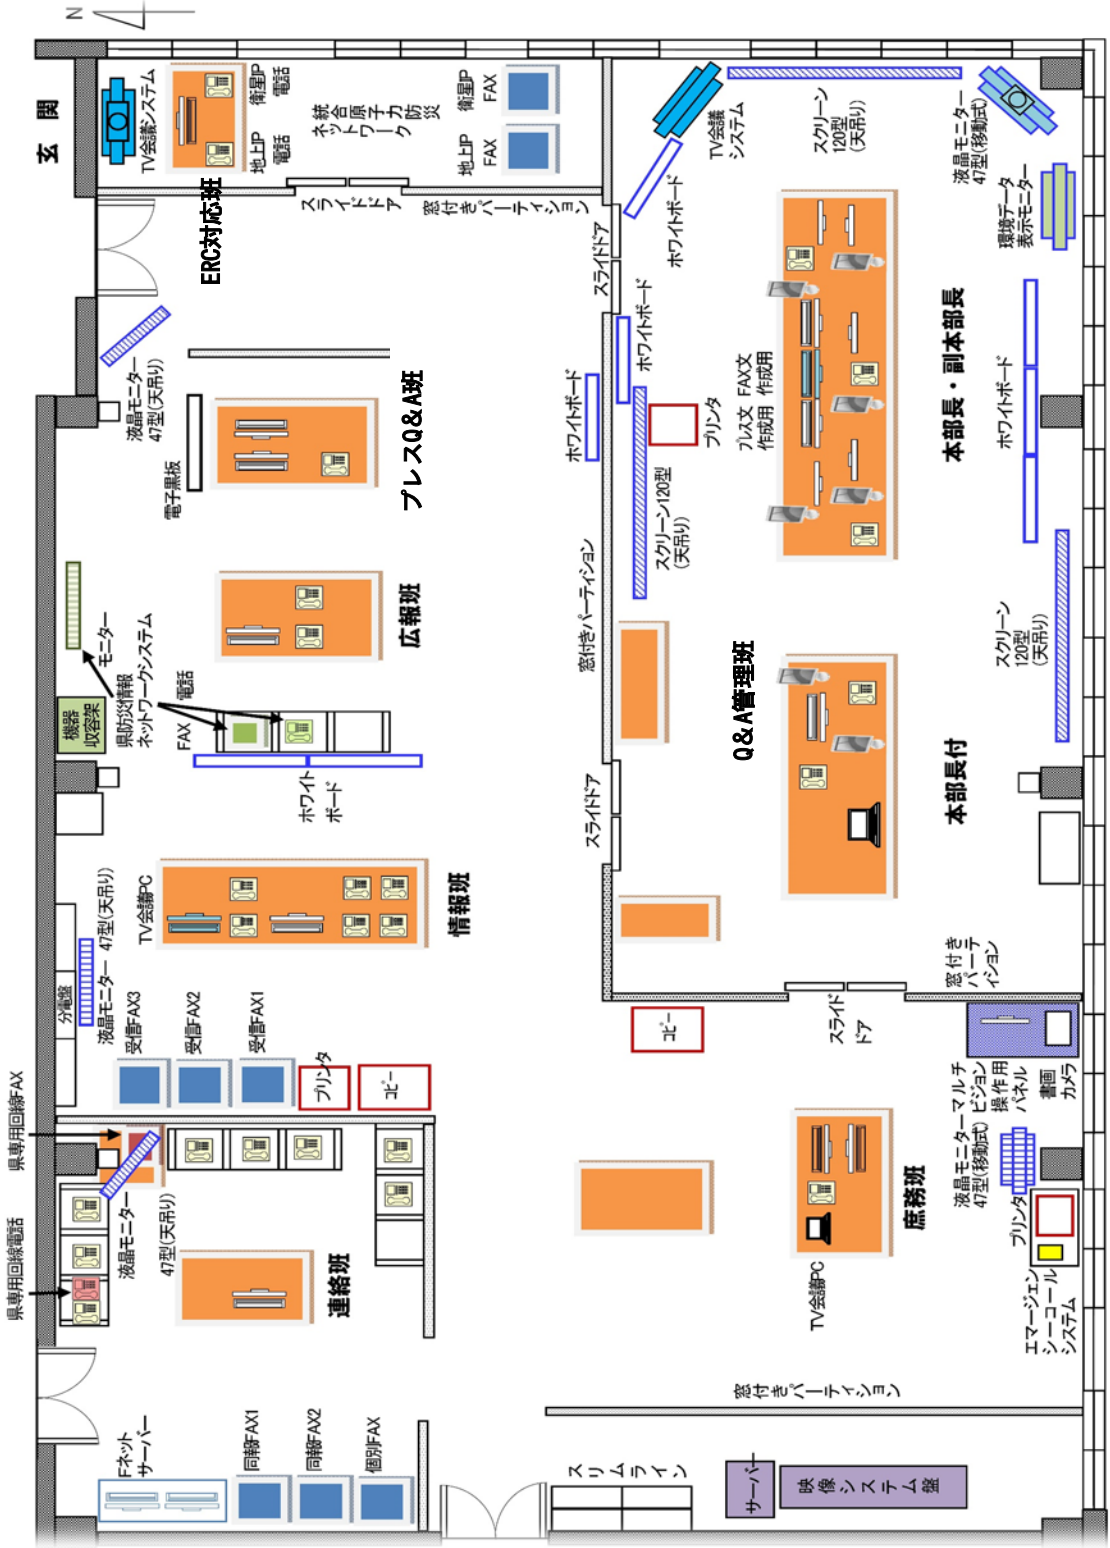 N
玄関
TV会議システム
衛星IP
電話
地上IP
電話
統合原子力防災
ネットワーク
衛星IP
FAX
地上IP
FAX
ERC対応班
スライドドア
窓付きパーティション
液晶モニター
47型(天吊り)
電子黒板
プレスQ&A班
モニター
機器
収容架
県防災情報
ネットワークシステム
FAX
電話
広報班
ホワイト
ボード
分電盤
液晶モニター 47型(天吊り)
TV会議PC
情報班
受信FAX3
受信FAX2
受信FAX1
プリンタ
コピー
県専用回線FAX
県専用回線電話
液晶モニター
47型(天吊り)
連絡班
Fネット
サーバー
同報FAX1
同報FAX2
個別FAX
TV会議
システム
スクリーン
120型
(天吊り)
液晶モニター
47型(移動式)
環境データ
表示モニター
ホワイトボード
スライドドア
ホワイトボード
ホワイトボード
プリンタ
スクリーン120型
(天吊り)
プレス文
作成用
FAX文
作成用
本部長・副本部長
ホワイトボード
窓付きパーティション
スクリーン
120型
(天吊り)
Q&A管理班
本部長付
スライドドア
窓付き
パーテ
ィション
スライド
ドア
コピー
マルチ
ビジョン
操作用
パネル
書画
カメラ
液晶モニター
47型(移動式)
プリンタ
エマージェン
シーコール
システム
庶務班
TV会議PC
窓付きパーティション
スリムライン
サーバー
映像システム盤